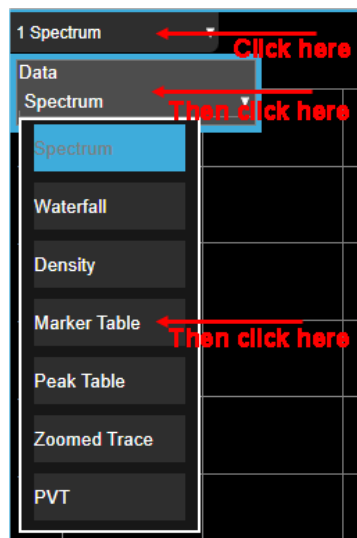 1 Spectrum
Click here
Data
Spectrum
Then click here
Spectrum
Waterfall
Density
Marker Table
Then click here
Peak Table
Zoomed Trace
PVT